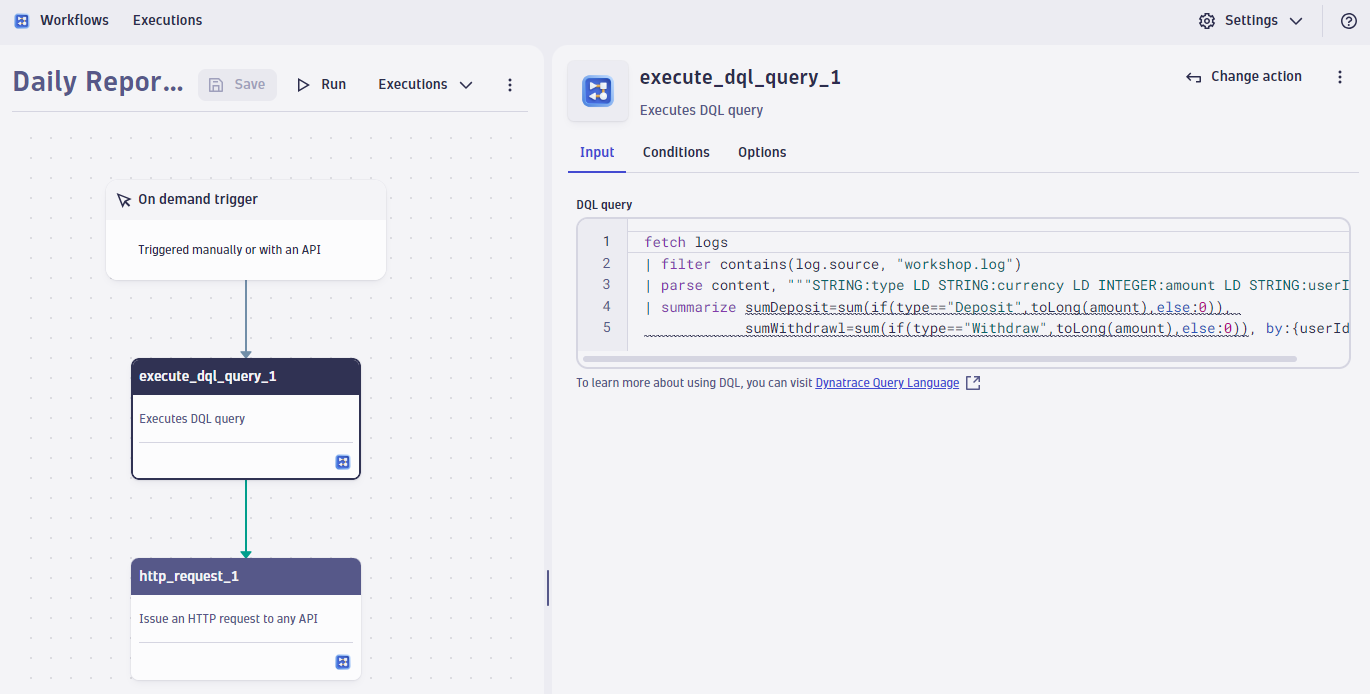 Workflows Executions Settings
Daily Repor... Save Run Executions
On demand trigger
Triggered manually or with an API
execute_dql_query_1
Executes DQL query
http_request_1
Issue an HTTP request to any API
execute_dql_query_1 Change action
Executes DQL query
Input Conditions Options
DQL query
1 fetch logs
2 | filter contains(log.source, "workshop.log")
3 | parse content, """STRING:type LD STRING:currency LD INTEGER:amount LD STRING:userI
4 | summarize sumDeposit=sum(if(type=="Deposit",toLong(amount),else:0)),
5 sumWithdrawl=sum(if(type=="Withdraw",toLong(amount),else:0)), by:{userId
To learn more about using DQL, you can visit Dynatrace Query Language